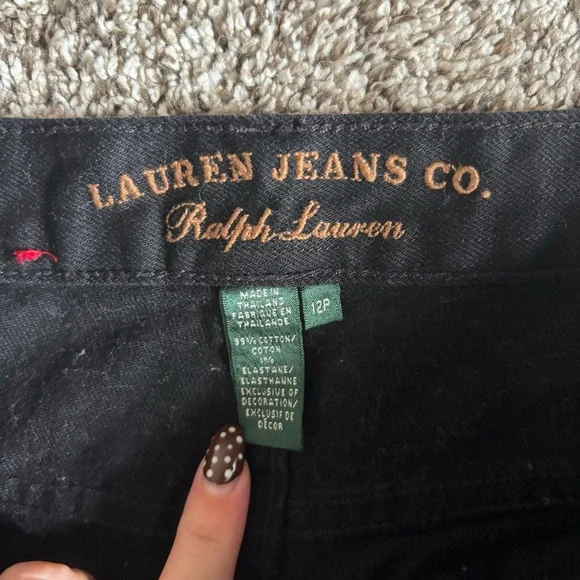 LAUREN JEANS CO.
Ralph Lauren
MADE IN
THAILAND
FABRIQUE EN
THAILANDE
99% COTTON/
COTON
1%
ELASTANE/
ELASTHANNE
EXCLUSIVE OF
DECORATION/
EXCLUSIF DE
DÉCOR
12P